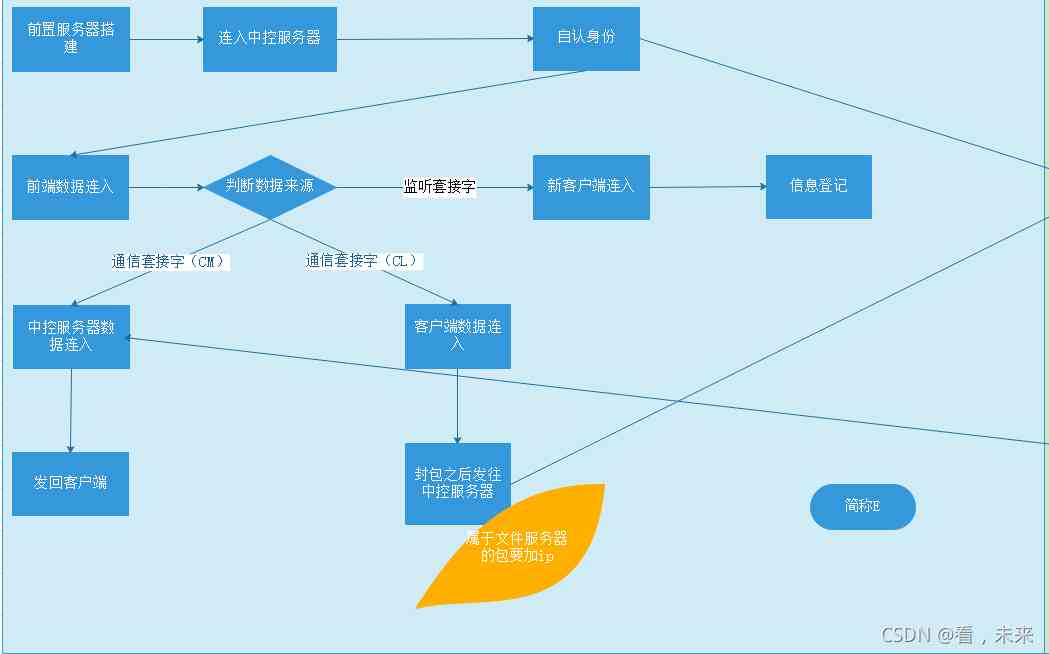 前置服务器搭
建
连入中控服务器
自认身份
前端数据连入
判断数据来源
监听套接字
新客户端连入
信息登记
通信套接字（CM）
通信套接字（CL）
中控服务器数
据连入
客户端数据连
入
发回客户端
封包之后发往
中控服务器
属于文件服务器
的包要加ip
简称E
CSDN @看，未来